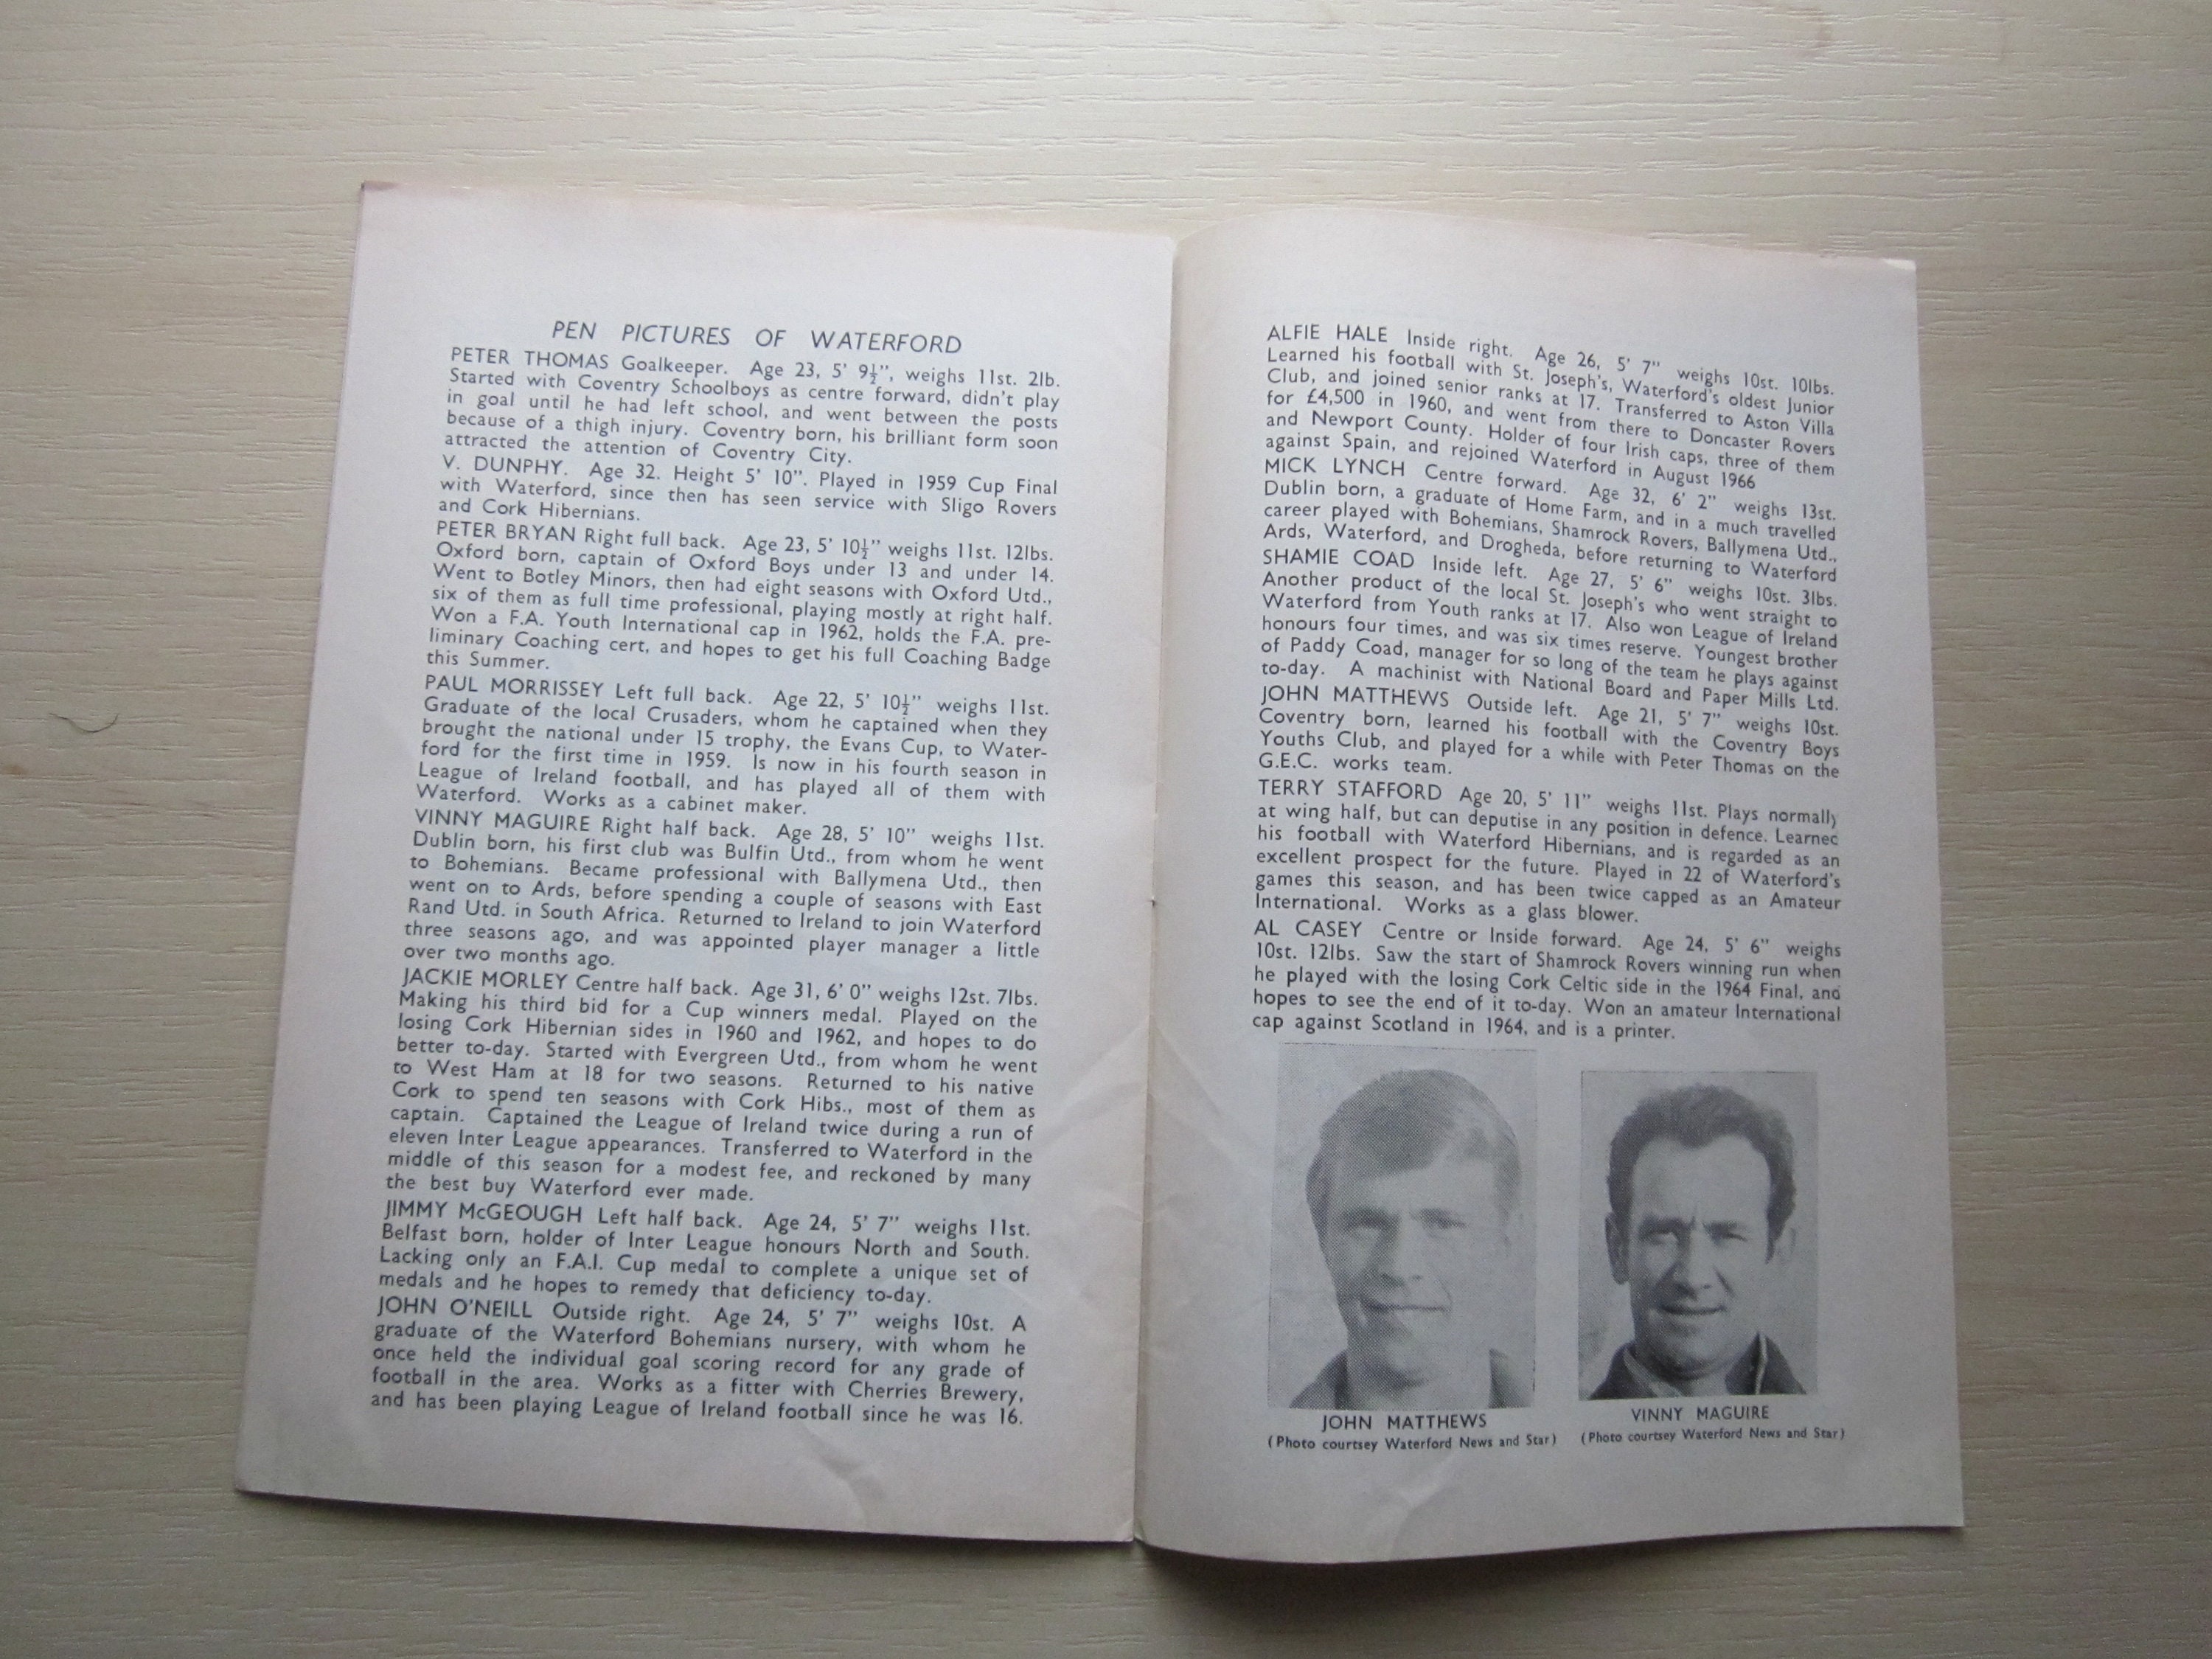 PEN PICTURES OF WATERFORD
PETER THOMAS Goalkeeper. Age 23, 5' 9½", weighs 11st. 2lb.
Started with Coventry Schoolboys as centre forward, didn't play
in goal until he had left school, and went between the posts
because of a thigh injury. Coventry born, his brilliant form soon
attracted the attention of Coventry City.
V. DUNPHY. Age 32. Height 5' 10". Played in 1959 Cup Final
with Waterford, since then has seen service with Sligo Rovers
and Cork Hibernians.
PETER BRYAN Right full back. Age 23, 5' 10½" weighs 11st. 12lbs.
Oxford born, captain of Oxford Boys under 13 and under 14.
Went to Botley Minors, then had eight seasons with Oxford Utd.,
six of them as full time professional, playing mostly at right half.
Won a F.A. Youth International cap in 1962, holds the F.A. pre-
liminary Coaching cert, and hopes to get his full Coaching Badge
this Summer.
PAUL MORRISSEY Left full back. Age 22, 5' 10½" weighs 11st.
Graduate of the local Crusaders, whom he captained when they
brought the national under 15 trophy, the Evans Cup, to Water-
ford for the first time in 1959. Is now in his fourth season in
League of Ireland football, and has played all of them with
Waterford. Works as a cabinet maker.
VINNY MAGUIRE Right half back. Age 28, 5' 10" weighs 11st.
Dublin born, his first club was Bulfin Utd., from whom he went
to Bohemians. Became professional with Ballymena Utd., then
went on to Ards, before spending a couple of seasons with East
Rand Utd. in South Africa. Returned to Ireland to join Waterford
three seasons ago, and was appointed player manager a little
over two months ago.
JACKIE MORLEY Centre half back. Age 31, 6' 0" weighs 12st. 7lbs.
Making his third bid for a Cup winners medal. Played on the
losing Cork Hibernian sides in 1960 and 1962, and hopes to do
better to-day. Started with Evergreen Utd., from whom he went
to West Ham at 18 for two seasons. Returned to his native
Cork to spend ten seasons with Cork Hibs., most of them as
captain. Captained the League of Ireland twice during a run of
eleven Inter League appearances. Transferred to Waterford in the
middle of this season for a modest fee, and reckoned by many
the best buy Waterford ever made.
JIMMY McGEOUGH Left half back. Age 24, 5' 7" weighs 11st.
Belfast born, holder of Inter League honours North and South.
Lacking only an F.A.I. Cup medal to complete a unique set of
medals and he hopes to remedy that deficiency to-day.
JOHN O'NEILL Outside right. Age 24, 5' 7" weighs 10st. A
graduate of the Waterford Bohemians nursery, with whom he
once held the individual goal scoring record for any grade of
football in the area. Works as a fitter with Cherries Brewery,
and has been playing League of Ireland football since he was 16.
ALFIE HALE Inside right. Age 26, 5' 7" weighs 10st. 10lbs.
Learned his football with St. Joseph's, Waterford's oldest Junior
Club, and joined senior ranks at 17. Transferred to Aston Villa
for £4,500 in 1960, and went from there to Doncaster Rovers
and Newport County. Holder of four Irish caps, three of them
against Spain, and rejoined Waterford in August 1966
MICK LYNCH Centre forward. Age 32, 6' 2" weighs 13st.
Dublin born, a graduate of Home Farm, and in a much travelled
career played with Bohemians, Shamrock Rovers, Ballymena Utd.,
Ards, Waterford, and Drogheda, before returning to Waterford
SHAMIE COAD Inside left. Age 27, 5' 6" weighs 10st. 3lbs.
Another product of the local St. Joseph's who went straight to
Waterford from Youth ranks at 17. Also won League of Ireland
honours four times, and was six times reserve. Youngest brother
of Paddy Coad, manager for so long of the team he plays against
to-day. A machinist with National Board and Paper Mills Ltd.
JOHN MATTHEWS Outside left. Age 21, 5' 7" weighs 10st.
Coventry born, learned his football with the Coventry Boys
Youths Club, and played for a while with Peter Thomas on the
G.E.C. works team.
TERRY STAFFORD Age 20, 5' 11" weighs 11st. Plays normally
at wing half, but can deputise in any position in defence. Learnec
his football with Waterford Hibernians, and is regarded as an
excellent prospect for the future. Played in 22 of Waterford's
games this season, and has been twice capped as an Amateur
International. Works as a glass blower.
AL CASEY Centre or Inside forward. Age 24, 5' 6" weighs
10st. 12lbs. Saw the start of Shamrock Rovers winning run when
he played with the losing Cork Celtic side in the 1964 Final, and
hopes to see the end of it to-day. Won an amateur International
cap against Scotland in 1964, and is a printer.
JOHN MATTHEWS
(Photo courtsey Waterford News and Star)
VINNY MAGUIRE
(Photo courtsey Waterford News and Star)